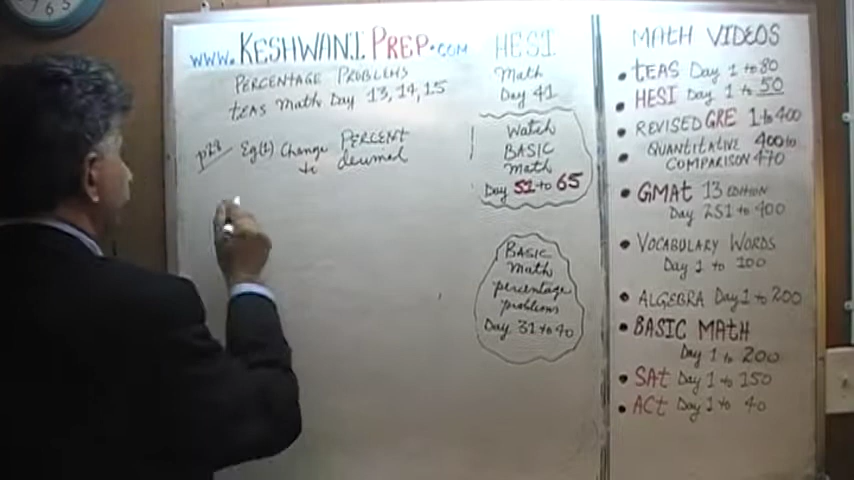 www.KESHWANIPREP.COM
PERCENTAGE PROBLEMS
TEAS Math Day 13, 14, 15
p28 Eg(1) Change PERCENT
to decimal
HESI
Math
Day 41
Watch
BASIC
Math
Day 51 to 65
BASIC
Math
percentage
problems
Day 31 to 40
MATH VIDEOS
• TEAS Day 1 to 80
• HESI Day 1 to 50
• REVISED GRE 1 to 400
• QUANTITATIVE 400 to
COMPARISON 470
• GMAT 13 EDITION
Day 251 to 400
• VOCABULARY WORDS
Day 1 to 100
• ALGEBRA Day 1 to 200
• BASIC MATH
Day 1 to 200
• SAT Day 1 to 150
• ACT Day 1 to 40